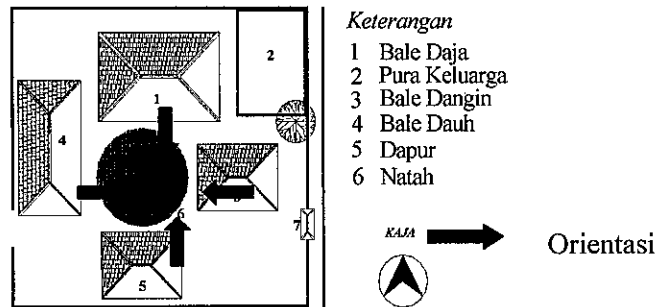 Keterangan
1 Bale Daja
2 Pura Keluarga
3 Bale Dangin
4 Bale Dauh
5 Dapur
6 Natah
KAJA
Orientasi
1
2
4
6
7
5